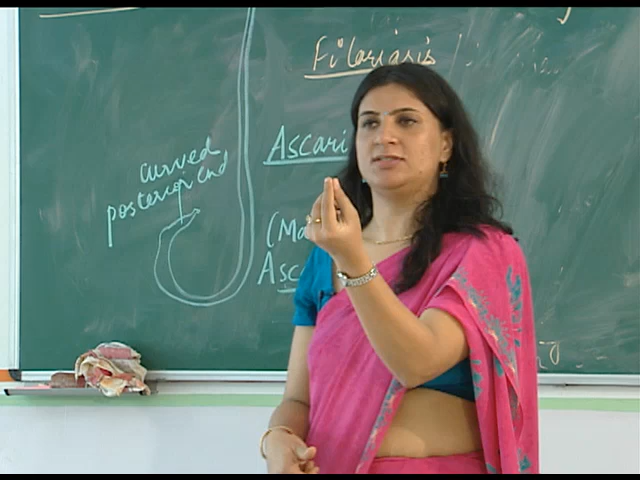 Filariasis
Ascari
curved
posterior end
(Ma
Asc